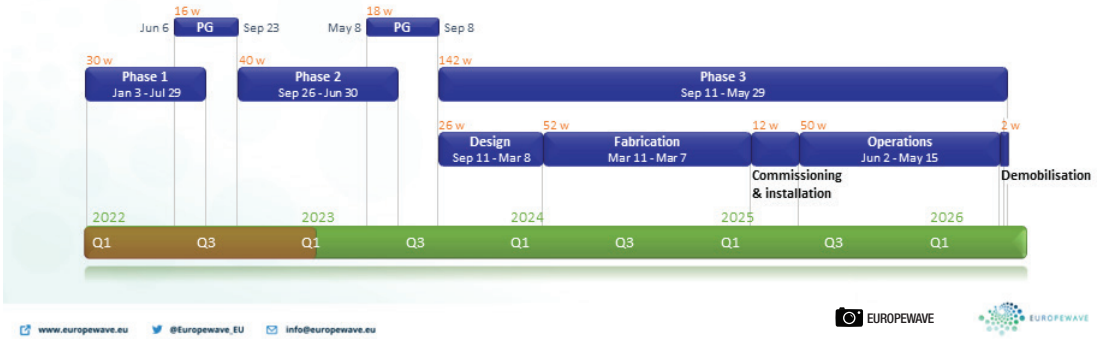 16 w
18 w
Jun 6 PG Sep 23 May 8 PG Sep 8
30 w 40 w 142 w
Phase 1 Phase 2 Phase 3
Jan 3 - Jul 29 Sep 26 - Jun 30 Sep 11 - May 29
26 w 52 w 12 w 50 w 2 w
Design Fabrication Operations
Sep 11 - Mar 8 Mar 11 - Mar 7 Jun 2 - May 15
Commissioning Demobilisation
& installation
2022 2023 2024 2025 2026
Q1 Q3 Q1 Q3 Q1 Q3 Q1 Q3 Q1
www.europewave.eu @Europewave_EU info@europewave.eu
EUROPEWAVE
EUROPEWAVE